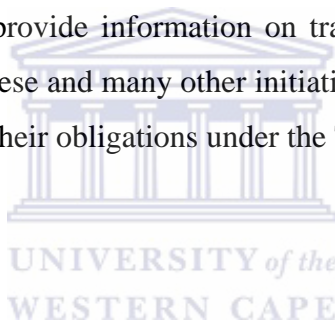 provide information on tra
ese and many other initiati
heir obligations under the
UNIVERSITY of the
WESTERN CAPE